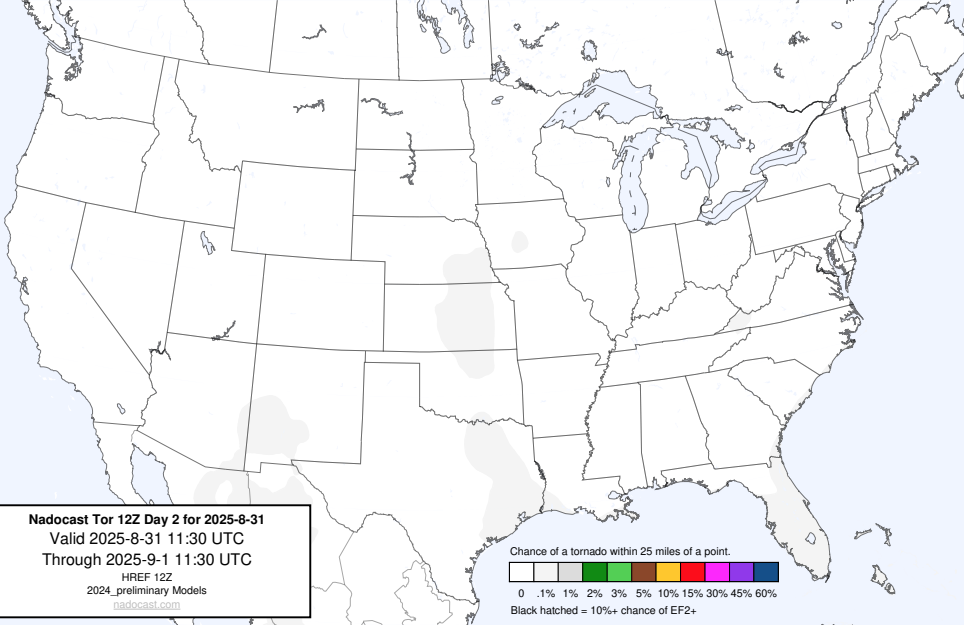 Nadocast Tor 12Z Day 2 for 2025-8-31
Valid 2025-8-31 11:30 UTC
Through 2025-9-1 11:30 UTC
HREF 12Z
2024_preliminary Models
nadocast.com
Chance of a tornado within 25 miles of a point.
0 .1% 1% 2% 3% 5% 10% 15% 30% 45% 60%
Black hatched = 10%+ chance of EF2+